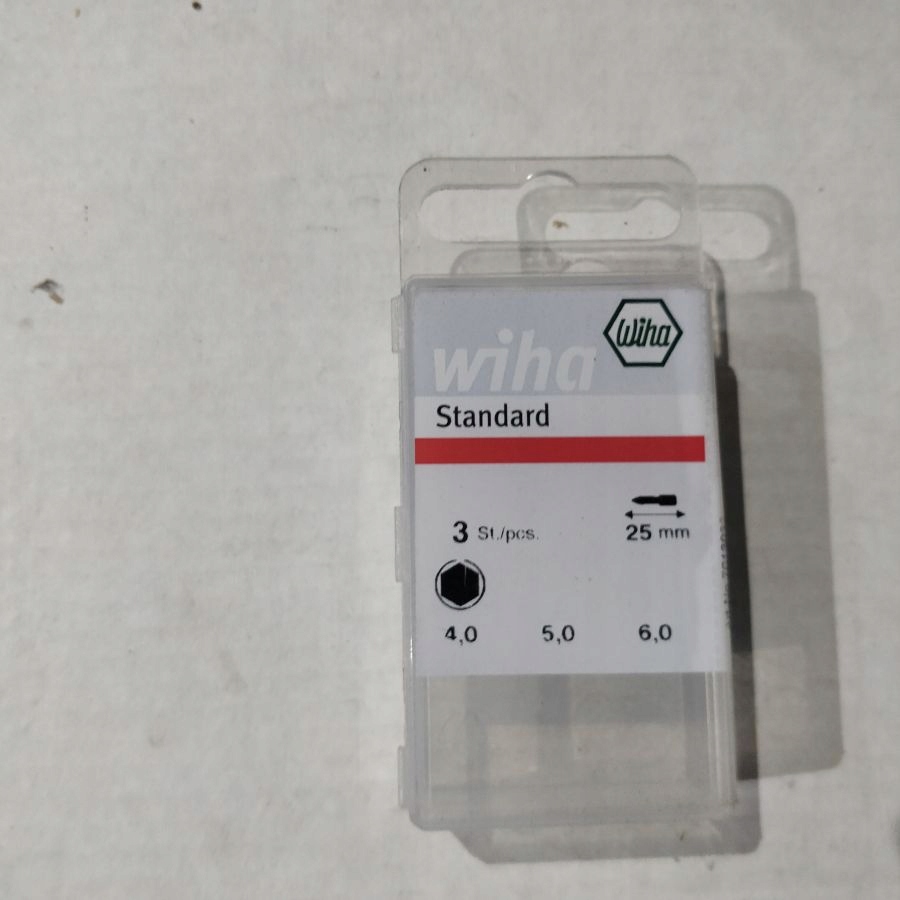 Wiha
wiha
Standard
3 St./pcs.
25 mm
4,0 5,0 6,0